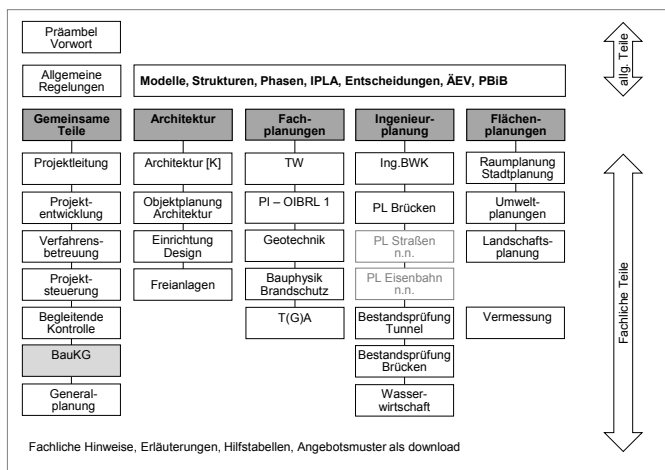 Präambel
Vorwort
allg. Teile
Allgemeine
Regelungen
Modelle, Strukturen, Phasen, IPLA, Entscheidungen, ÄEV, PBiB
Gemeinsame
Teile
Architektur
Fach-
planungen
Ingenieur-
planung
Flächen-
planungen
Projektleitung
Architektur [K]
TW
Ing.BWK
Raumplanung
Stadtplanung
Projekt-
entwicklung
Objektplanung
Architektur
PI – OIBRL 1
PL Brücken
Umwelt-
planungen
Verfahrens-
betreuung
Einrichtung
Design
Geotechnik
PL Straßen
n.n.
Landschafts-
planung
Projekt-
steuerung
Freianlagen
Bauphysik
Brandschutz
PL Eisenbahn
n.n.
Begleitende
Kontrolle
T(G)A
Bestandsprüfung
Tunnel
Vermessung
BauKG
Bestandsprüfung
Brücken
General-
planung
Wasser-
wirtschaft
Fachliche Teile
Fachliche Hinweise, Erläuterungen, Hilfstabellen, Angebotsmuster als download